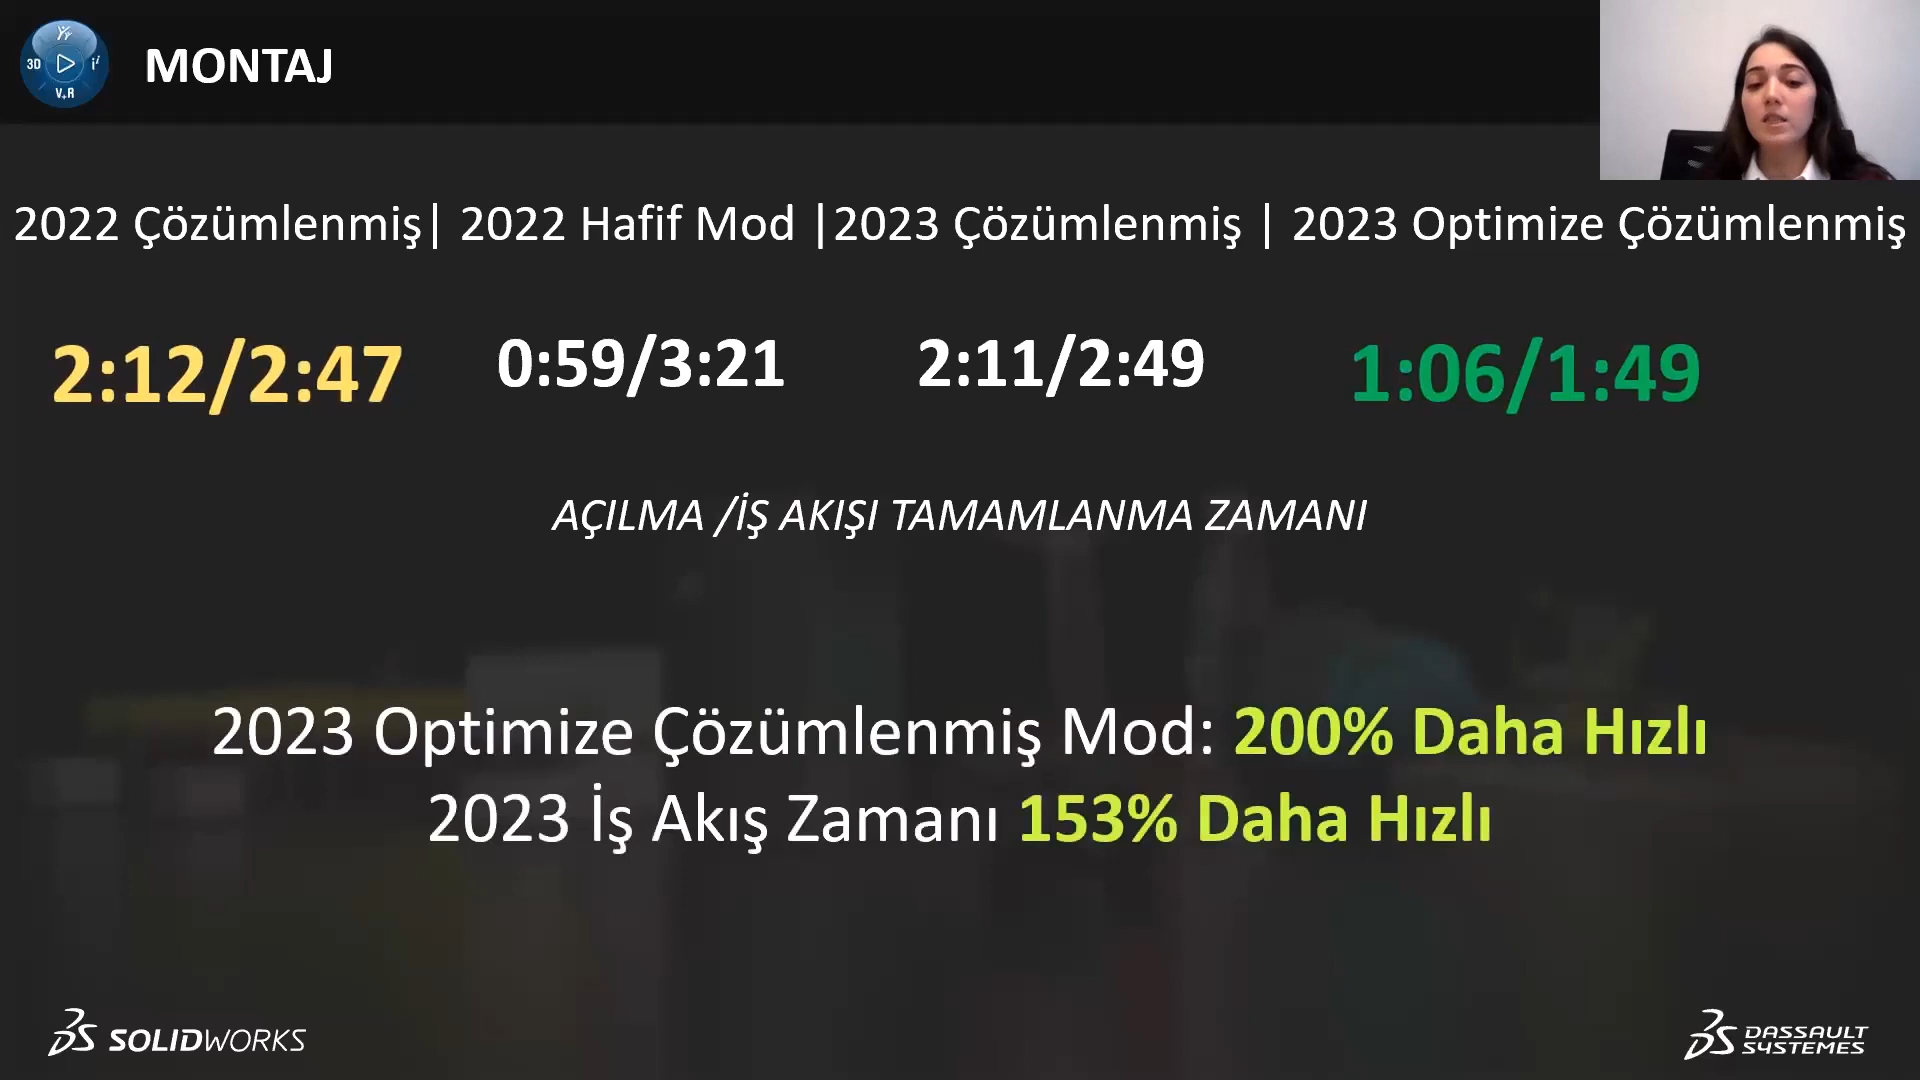 3D
V+R
MONTAJ
2022 Çözümlenmiş| 2022 Hafif Mod |2023 Çözümlenmiş | 2023 Optimize Çözümlenmiş
2:12/2:47 0:59/3:21 2:11/2:49 1:06/1:49
AÇILMA /İŞ AKIŞI TAMAMLANMA ZAMANI
2023 Optimize Çözümlenmiş Mod: 200% Daha Hızlı
2023 İş Akış Zamanı 153% Daha Hızlı
SOLIDWORKS
DASSAULT
SYSTEMES